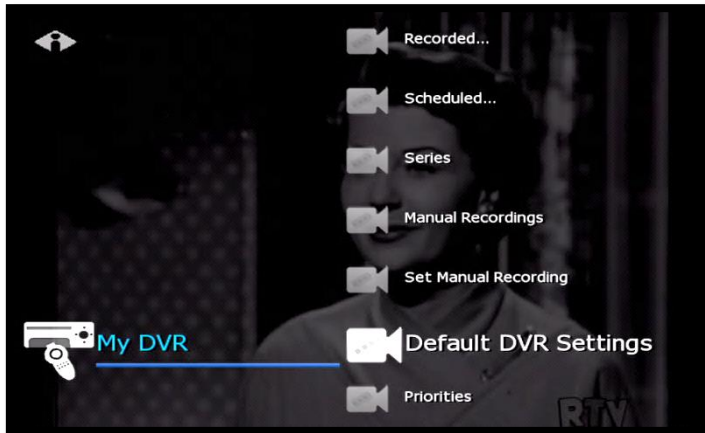 Recorded...
Scheduled...
Series
Manual Recordings
Set Manual Recording
My DVR
Default DVR Settings
Priorities
RTV